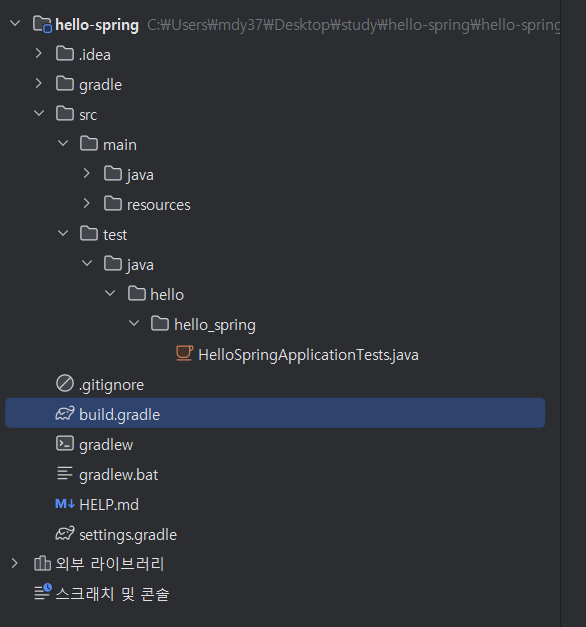 hello-spring C:₩Users₩mdy37₩Desktop₩study₩hello-spring₩hello-spring
.idea
gradle
src
main
java
resources
test
java
hello
hello_spring
HelloSpringApplicationTests.java
.gitignore
build.gradle
gradlew
gradlew.bat
M↓ HELP.md
settings.gradle
외부 라이브러리
스크래치 및 콘솔